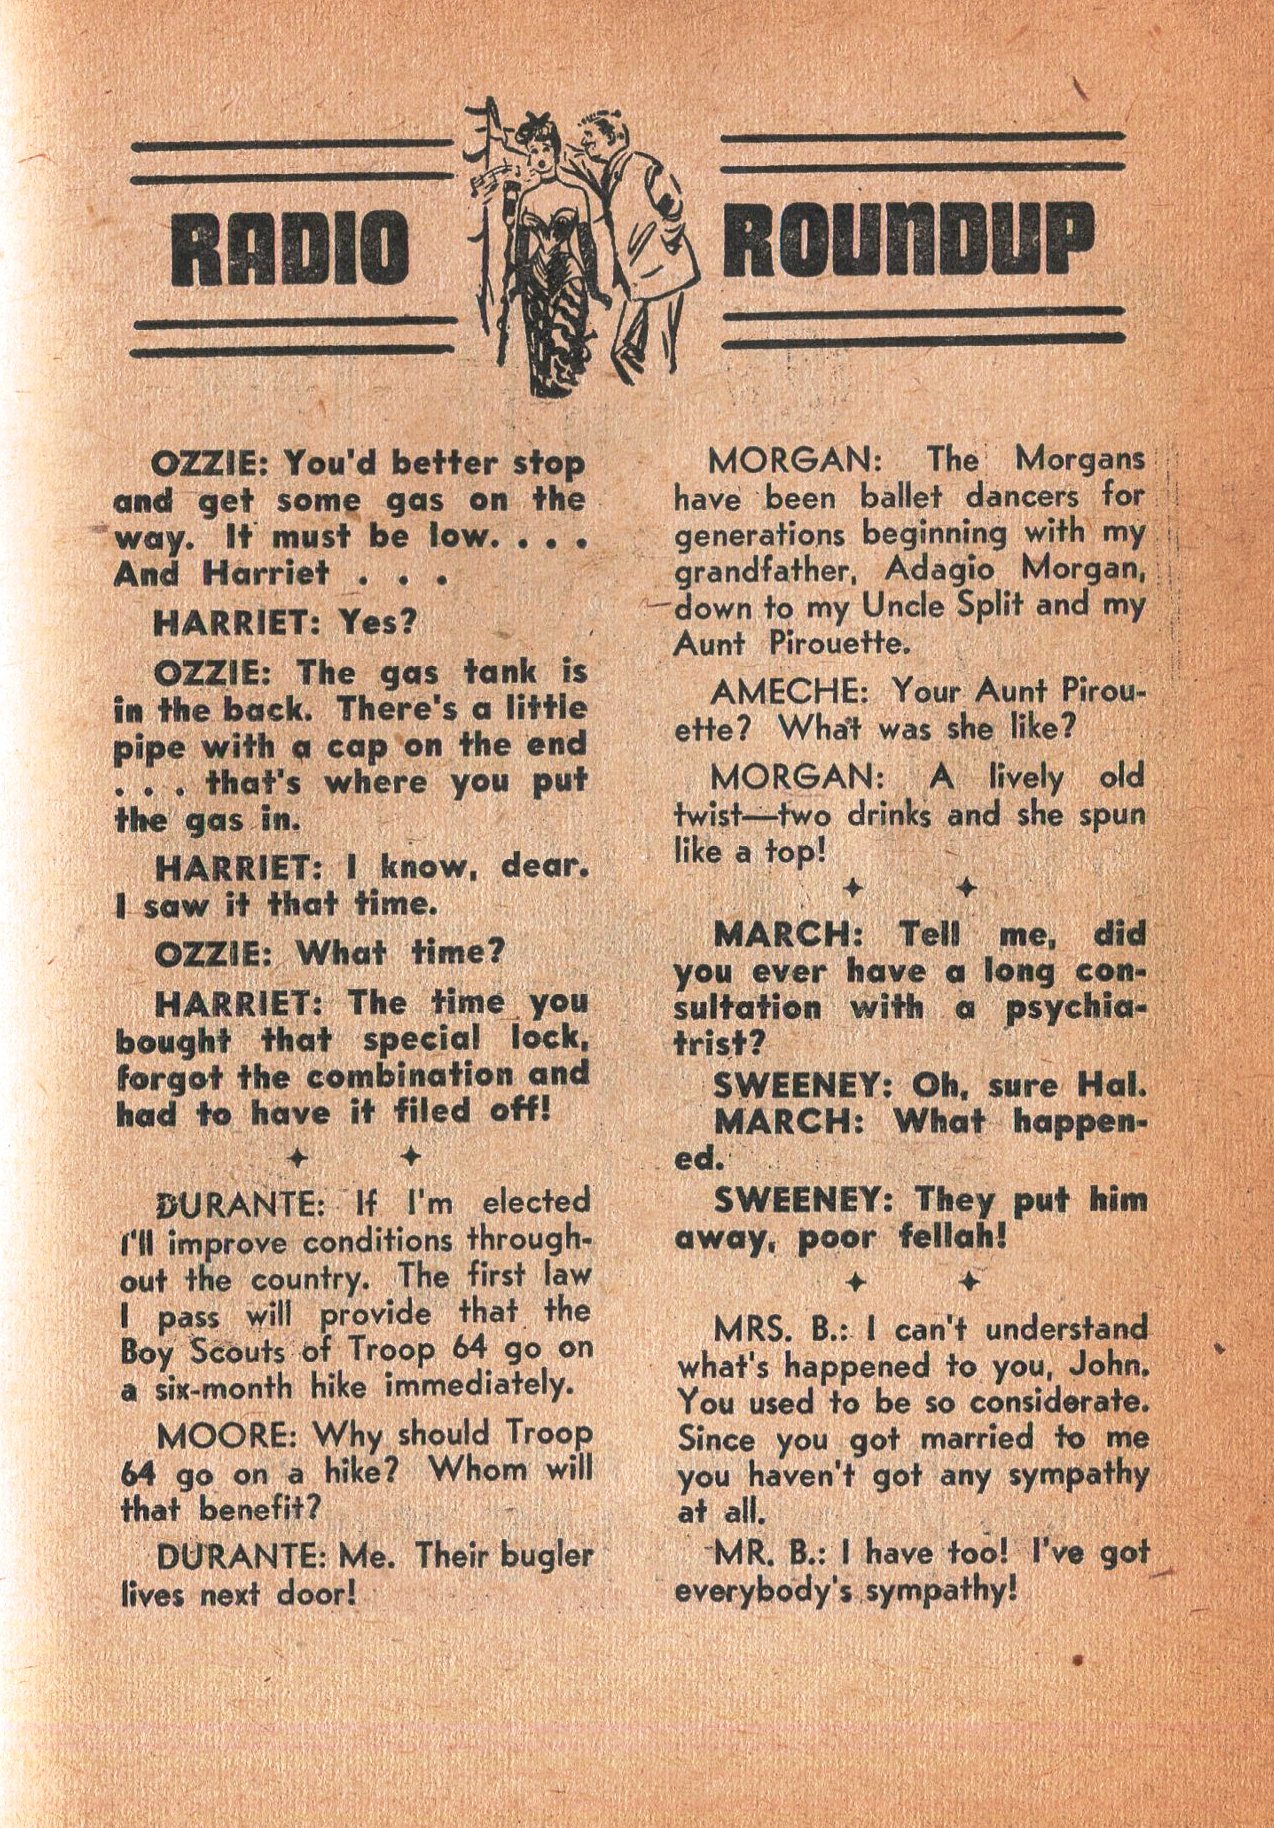 RADIO ROUNDUP
OZZIE: You'd better stop
and get some gas on the
way. It must be low. . . .
And Harriet . . .
HARRIET: Yes?
OZZIE: The gas tank is
in the back. There's a little
pipe with a cap on the end
. . . that's where you put
the gas in.
HARRIET: I know, dear.
I saw it that time.
OZZIE: What time?
HARRIET: The time you
bought that special lock,
forgot the combination and
had to have it filed off!
DURANTE: If I'm elected
I'll improve conditions through-
out the country. The first law
I pass will provide that the
Boy Scouts of Troop 64 go on
a six-month hike immediately.
MOORE: Why should Troop
64 go on a hike? Whom will
that benefit?
DURANTE: Me. Their bugler
lives next door!
MORGAN: The Morgans
have been ballet dancers for
generations beginning with my
grandfather, Adagio Morgan,
down to my Uncle Split and my
Aunt Pirouette.
AMECHE: Your Aunt Pirou-
ette? What was she like?
MORGAN: A lively old
twist—two drinks and she spun
like a top!
MARCH: Tell me, did
you ever have a long con-
sultation with a psychia-
trist?
SWEENEY: Oh, sure Hal.
MARCH: What happen-
ed.
SWEENEY: They put him
away, poor fellah!
MRS. B.: I can't understand
what's happened to you, John.
You used to be so considerate.
Since you got married to me
you haven't got any sympathy
at all.
MR. B.: I have too! I've got
everybody's sympathy!